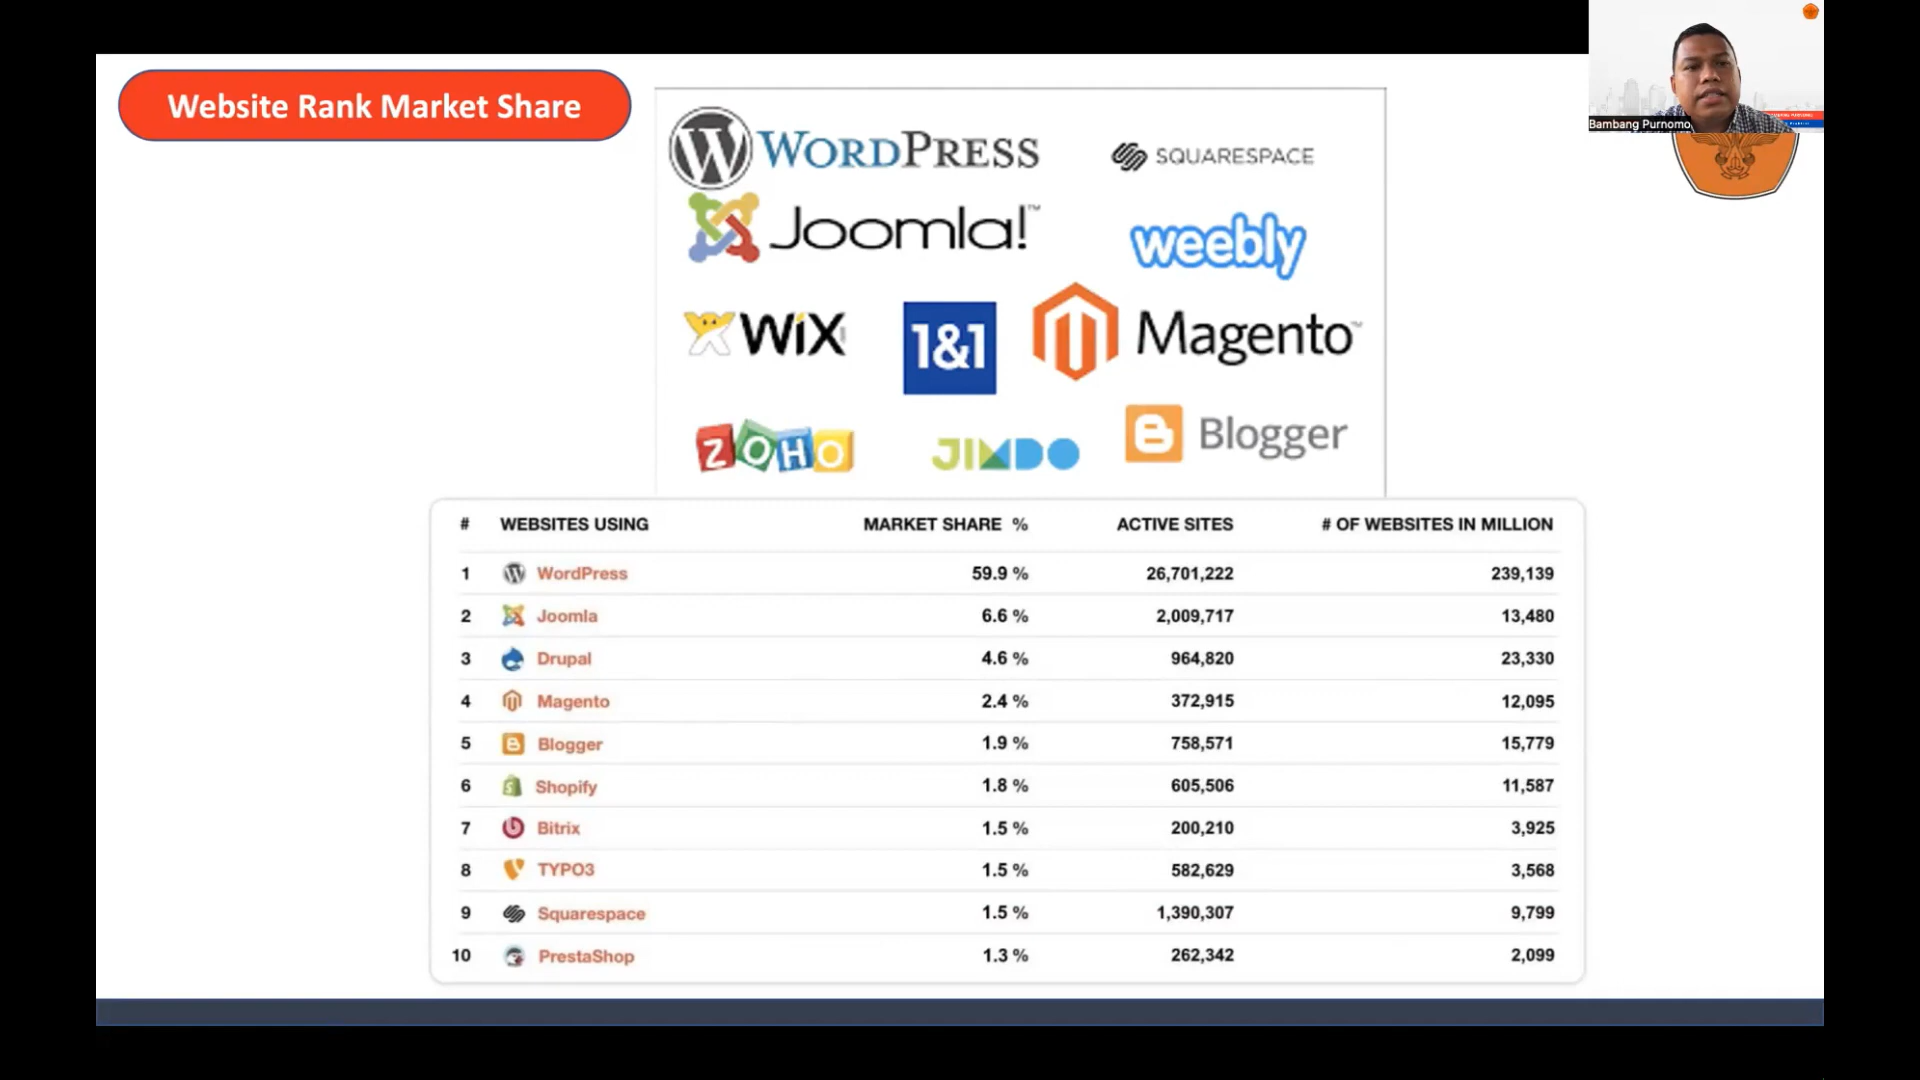 Website Rank Market Share
Bambang Purnomo
WORDPRESS
SQUARESPACE
Joomla!™
weebly
WiX
1&1
Magento™
ZOHO
JIMDO
Blogger
# WEBSITES USING MARKET SHARE % ACTIVE SITES # OF WEBSITES IN MILLION
1 WordPress 59.9 % 26,701,222 239,139
2 Joomla 6.6 % 2,009,717 13,480
3 Drupal 4.6 % 964,820 23,330
4 Magento 2.4 % 372,915 12,095
5 Blogger 1.9 % 758,571 15,779
6 Shopify 1.8 % 605,506 11,587
7 Bitrix 1.5 % 200,210 3,925
8 TYPO3 1.5 % 582,629 3,568
9 Squarespace 1.5 % 1,390,307 9,799
10 PrestaShop 1.3 % 262,342 2,099